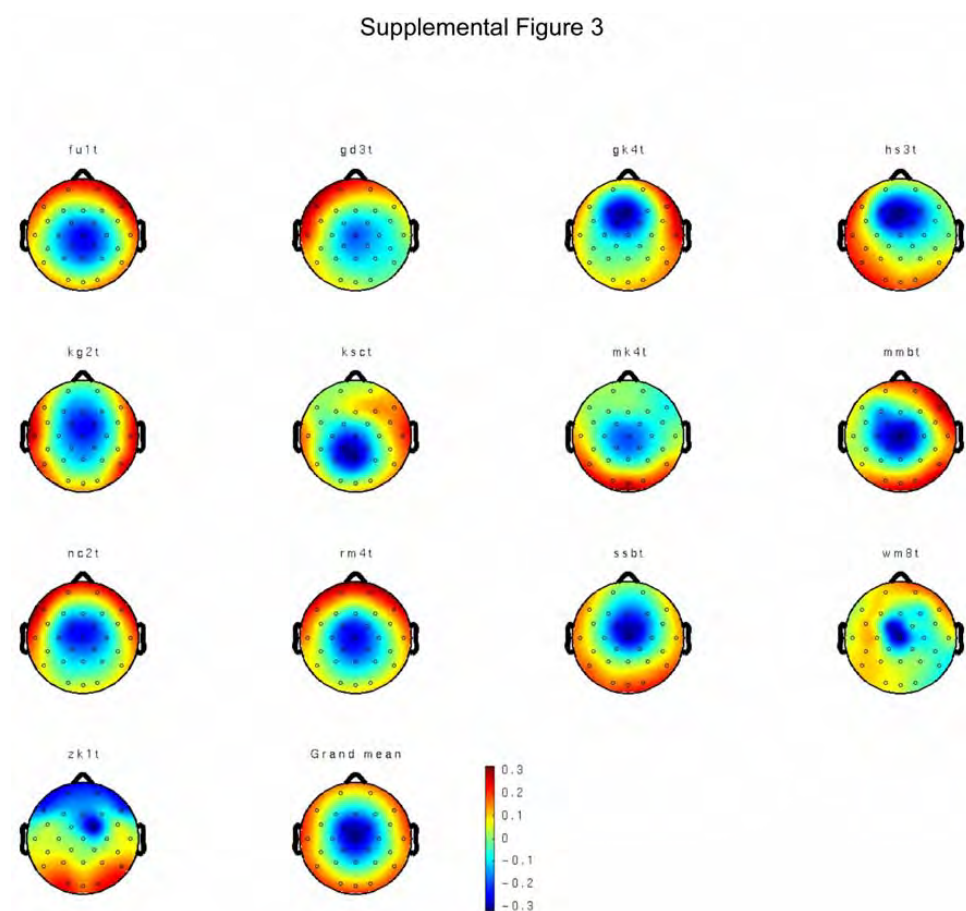 Supplemental Figure 3
fu1t gd3t gk4t hs3t
kg2t ksct mk4t mmbt
nc2t rm4t ssbt wm8t
zk1t Grand mean
0.3
0.2
0.1
0
-0.1
-0.2
-0.3